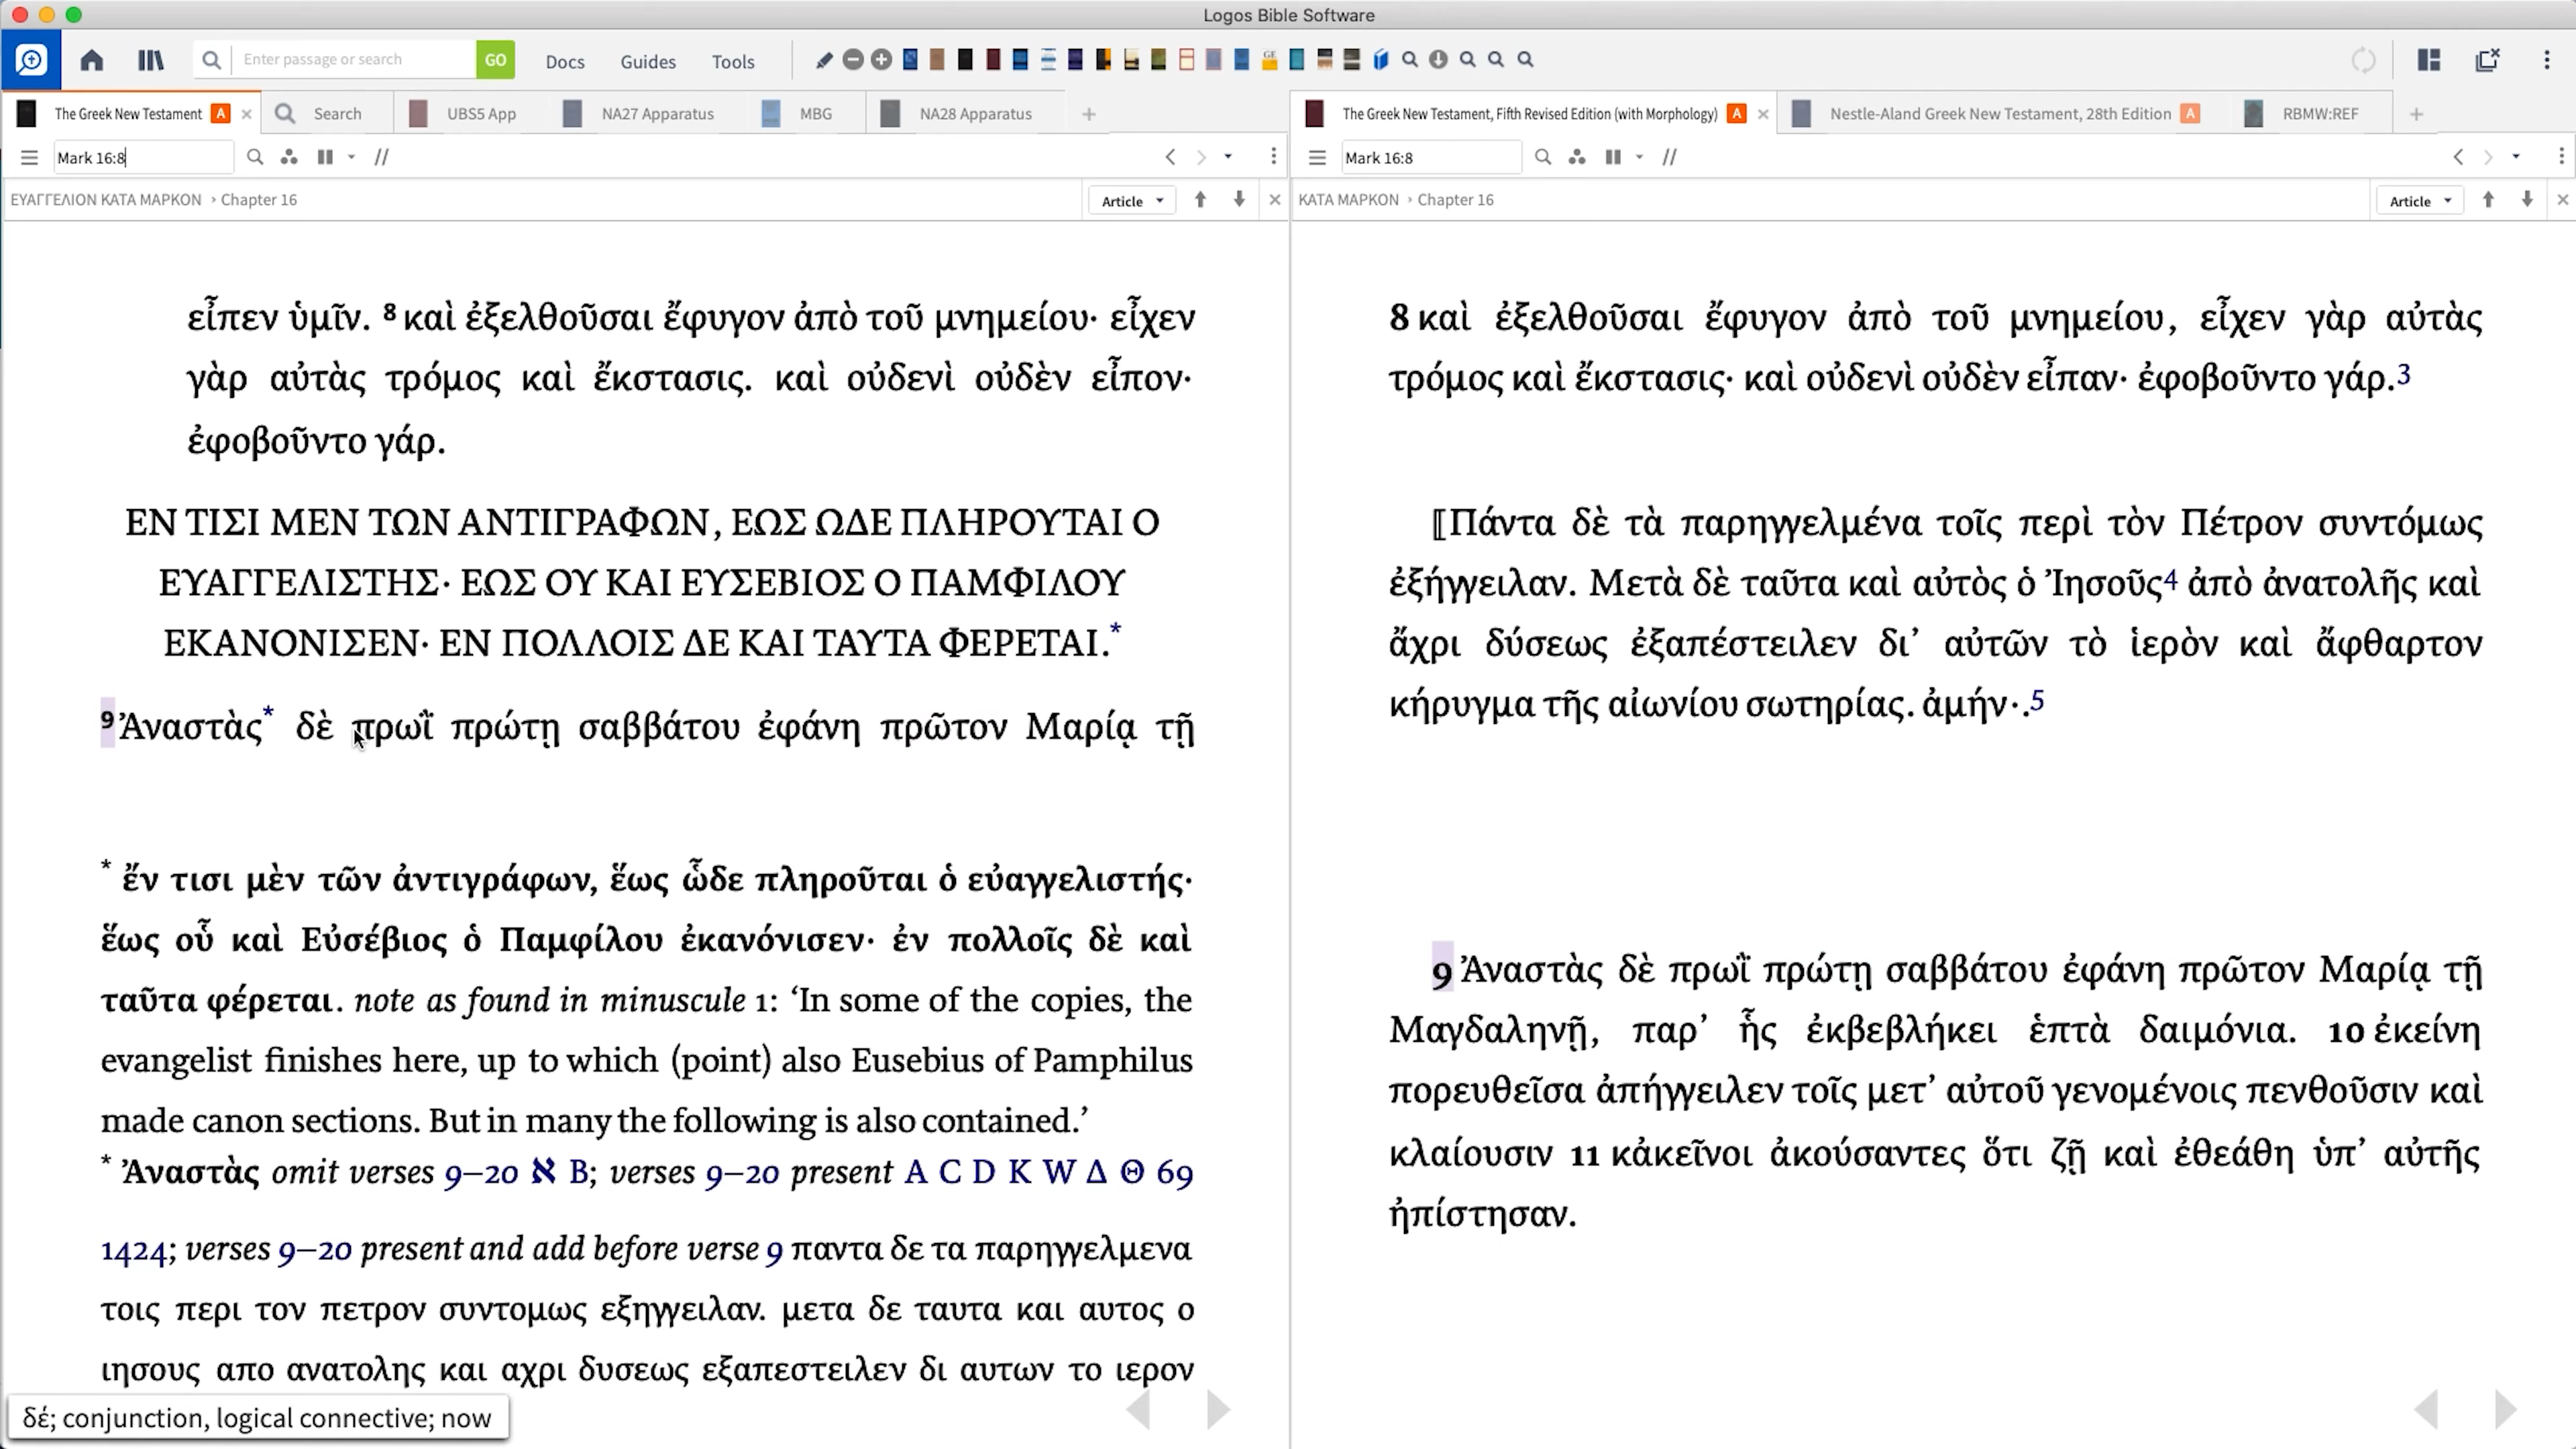 Logos Bible Software
Enter passage or search GO Docs Guides Tools
The Greek New Testament A Search UBS5 App NA27 Apparatus MBG NA28 Apparatus
Mark 16:8
ΕΥΑΓΓΕΛΙΟΝ ΚΑΤΑ ΜΑΡΚΟΝ › Chapter 16 Article
εἶπεν ὑμῖν. 8 καὶ ἐξελθοῦσαι ἔφυγον ἀπὸ τοῦ μνημείου· εἶχεν
γὰρ αὐτὰς τρόμος καὶ ἔκστασις. καὶ οὐδενὶ οὐδὲν εἶπον·
ἐφοβοῦντο γάρ.
ΕΝ ΤΙΣΙ ΜΕΝ ΤΩΝ ΑΝΤΙΓΡΑΦΩΝ, ΕΩΣ ΩΔΕ ΠΛΗΡΟΥΤΑΙ Ο
ΕΥΑΓΓΕΛΙΣΤΗΣ· ΕΩΣ ΟΥ ΚΑΙ ΕΥΣΕΒΙΟΣ Ο ΠΑΜΦΙΛΟΥ
ΕΚΑΝΟΝΙΣΕΝ· ΕΝ ΠΟΛΛΟΙΣ ΔΕ ΚΑΙ ΤΑΥΤΑ ΦΕΡΕΤΑΙ.*
9 Ἀναστὰς* δὲ πρωῒ πρώτῃ σαββάτου ἐφάνη πρῶτον Μαρίᾳ τῇ
* ἔν τισι μὲν τῶν ἀντιγράφων, ἕως ὧδε πληροῦται ὁ εὐαγγελιστής·
ἕως οὗ καὶ Εὐσέβιος ὁ Παμφίλου ἐκανόνισεν· ἐν πολλοῖς δὲ καὶ
ταῦτα φέρεται. note as found in minuscule 1: ‘In some of the copies, the
evangelist finishes here, up to which (point) also Eusebius of Pamphilus
made canon sections. But in many the following is also contained.’
* Ἀναστὰς omit verses 9–20 ℵ B; verses 9–20 present A C D K W Δ Θ 69
1424; verses 9–20 present and add before verse 9 παντα δε τα παρηγγελμενα
τοις περι τον πετρον συντομως εξηγγειλαν. μετα δε ταυτα και αυτος ο
ιησους απο ανατολης και αχρι δυσεως εξαπεστειλεν δι αυτων το ιερον
δέ; conjunction, logical connective; now
The Greek New Testament, Fifth Revised Edition (with Morphology) A Nestle-Aland Greek New Testament, 28th Edition A RBMW:REF
Mark 16:8
ΚΑΤΑ ΜΑΡΚΟΝ › Chapter 16 Article
8 καὶ ἐξελθοῦσαι ἔφυγον ἀπὸ τοῦ μνημείου, εἶχεν γὰρ αὐτὰς
τρόμος καὶ ἔκστασις· καὶ οὐδενὶ οὐδὲν εἶπαν· ἐφοβοῦντο γάρ.3
⟦Πάντα δὲ τὰ παρηγγελμένα τοῖς περὶ τὸν Πέτρον συντόμως
ἐξήγγειλαν. Μετὰ δὲ ταῦτα καὶ αὐτὸς ὁ Ἰησοῦς4 ἀπὸ ἀνατολῆς καὶ
ἄχρι δύσεως ἐξαπέστειλεν δι’ αὐτῶν τὸ ἱερὸν καὶ ἄφθαρτον
κήρυγμα τῆς αἰωνίου σωτηρίας. ἀμήν·.5
9 Ἀναστὰς δὲ πρωῒ πρώτῃ σαββάτου ἐφάνη πρῶτον Μαρίᾳ τῇ
Μαγδαληνῇ, παρ’ ἧς ἐκβεβλήκει ἑπτὰ δαιμόνια. 10 ἐκείνη
πορευθεῖσα ἀπήγγειλεν τοῖς μετ’ αὐτοῦ γενομένοις πενθοῦσιν καὶ
κλαίουσιν 11 κἀκεῖνοι ἀκούσαντες ὅτι ζῇ καὶ ἐθεάθη ὑπ’ αὐτῆς
ἠπίστησαν.